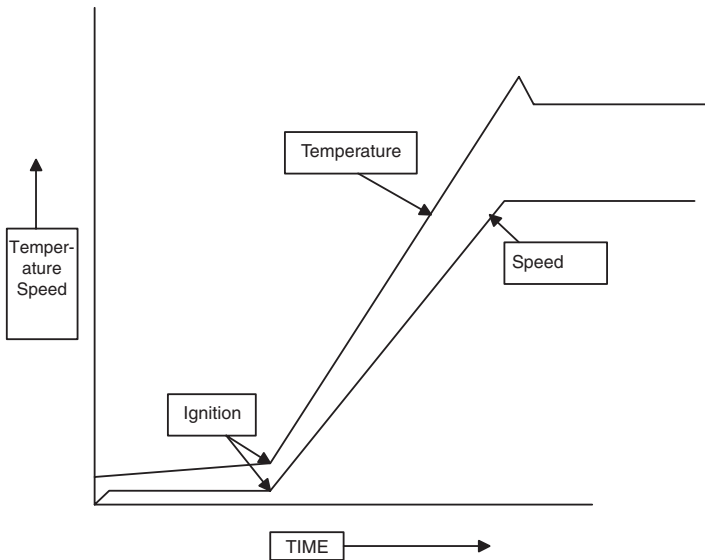 Temperature
Temper-
ature
Speed
Speed
Ignition
TIME